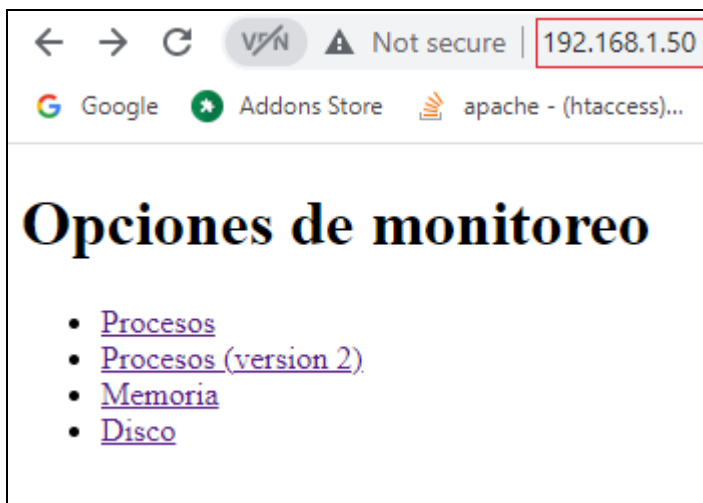 VPN Not secure 192.168.1.50
Google Addons Store apache - (htaccess)...
Opciones de monitoreo
Procesos
Procesos (version 2)
Memoria
Disco